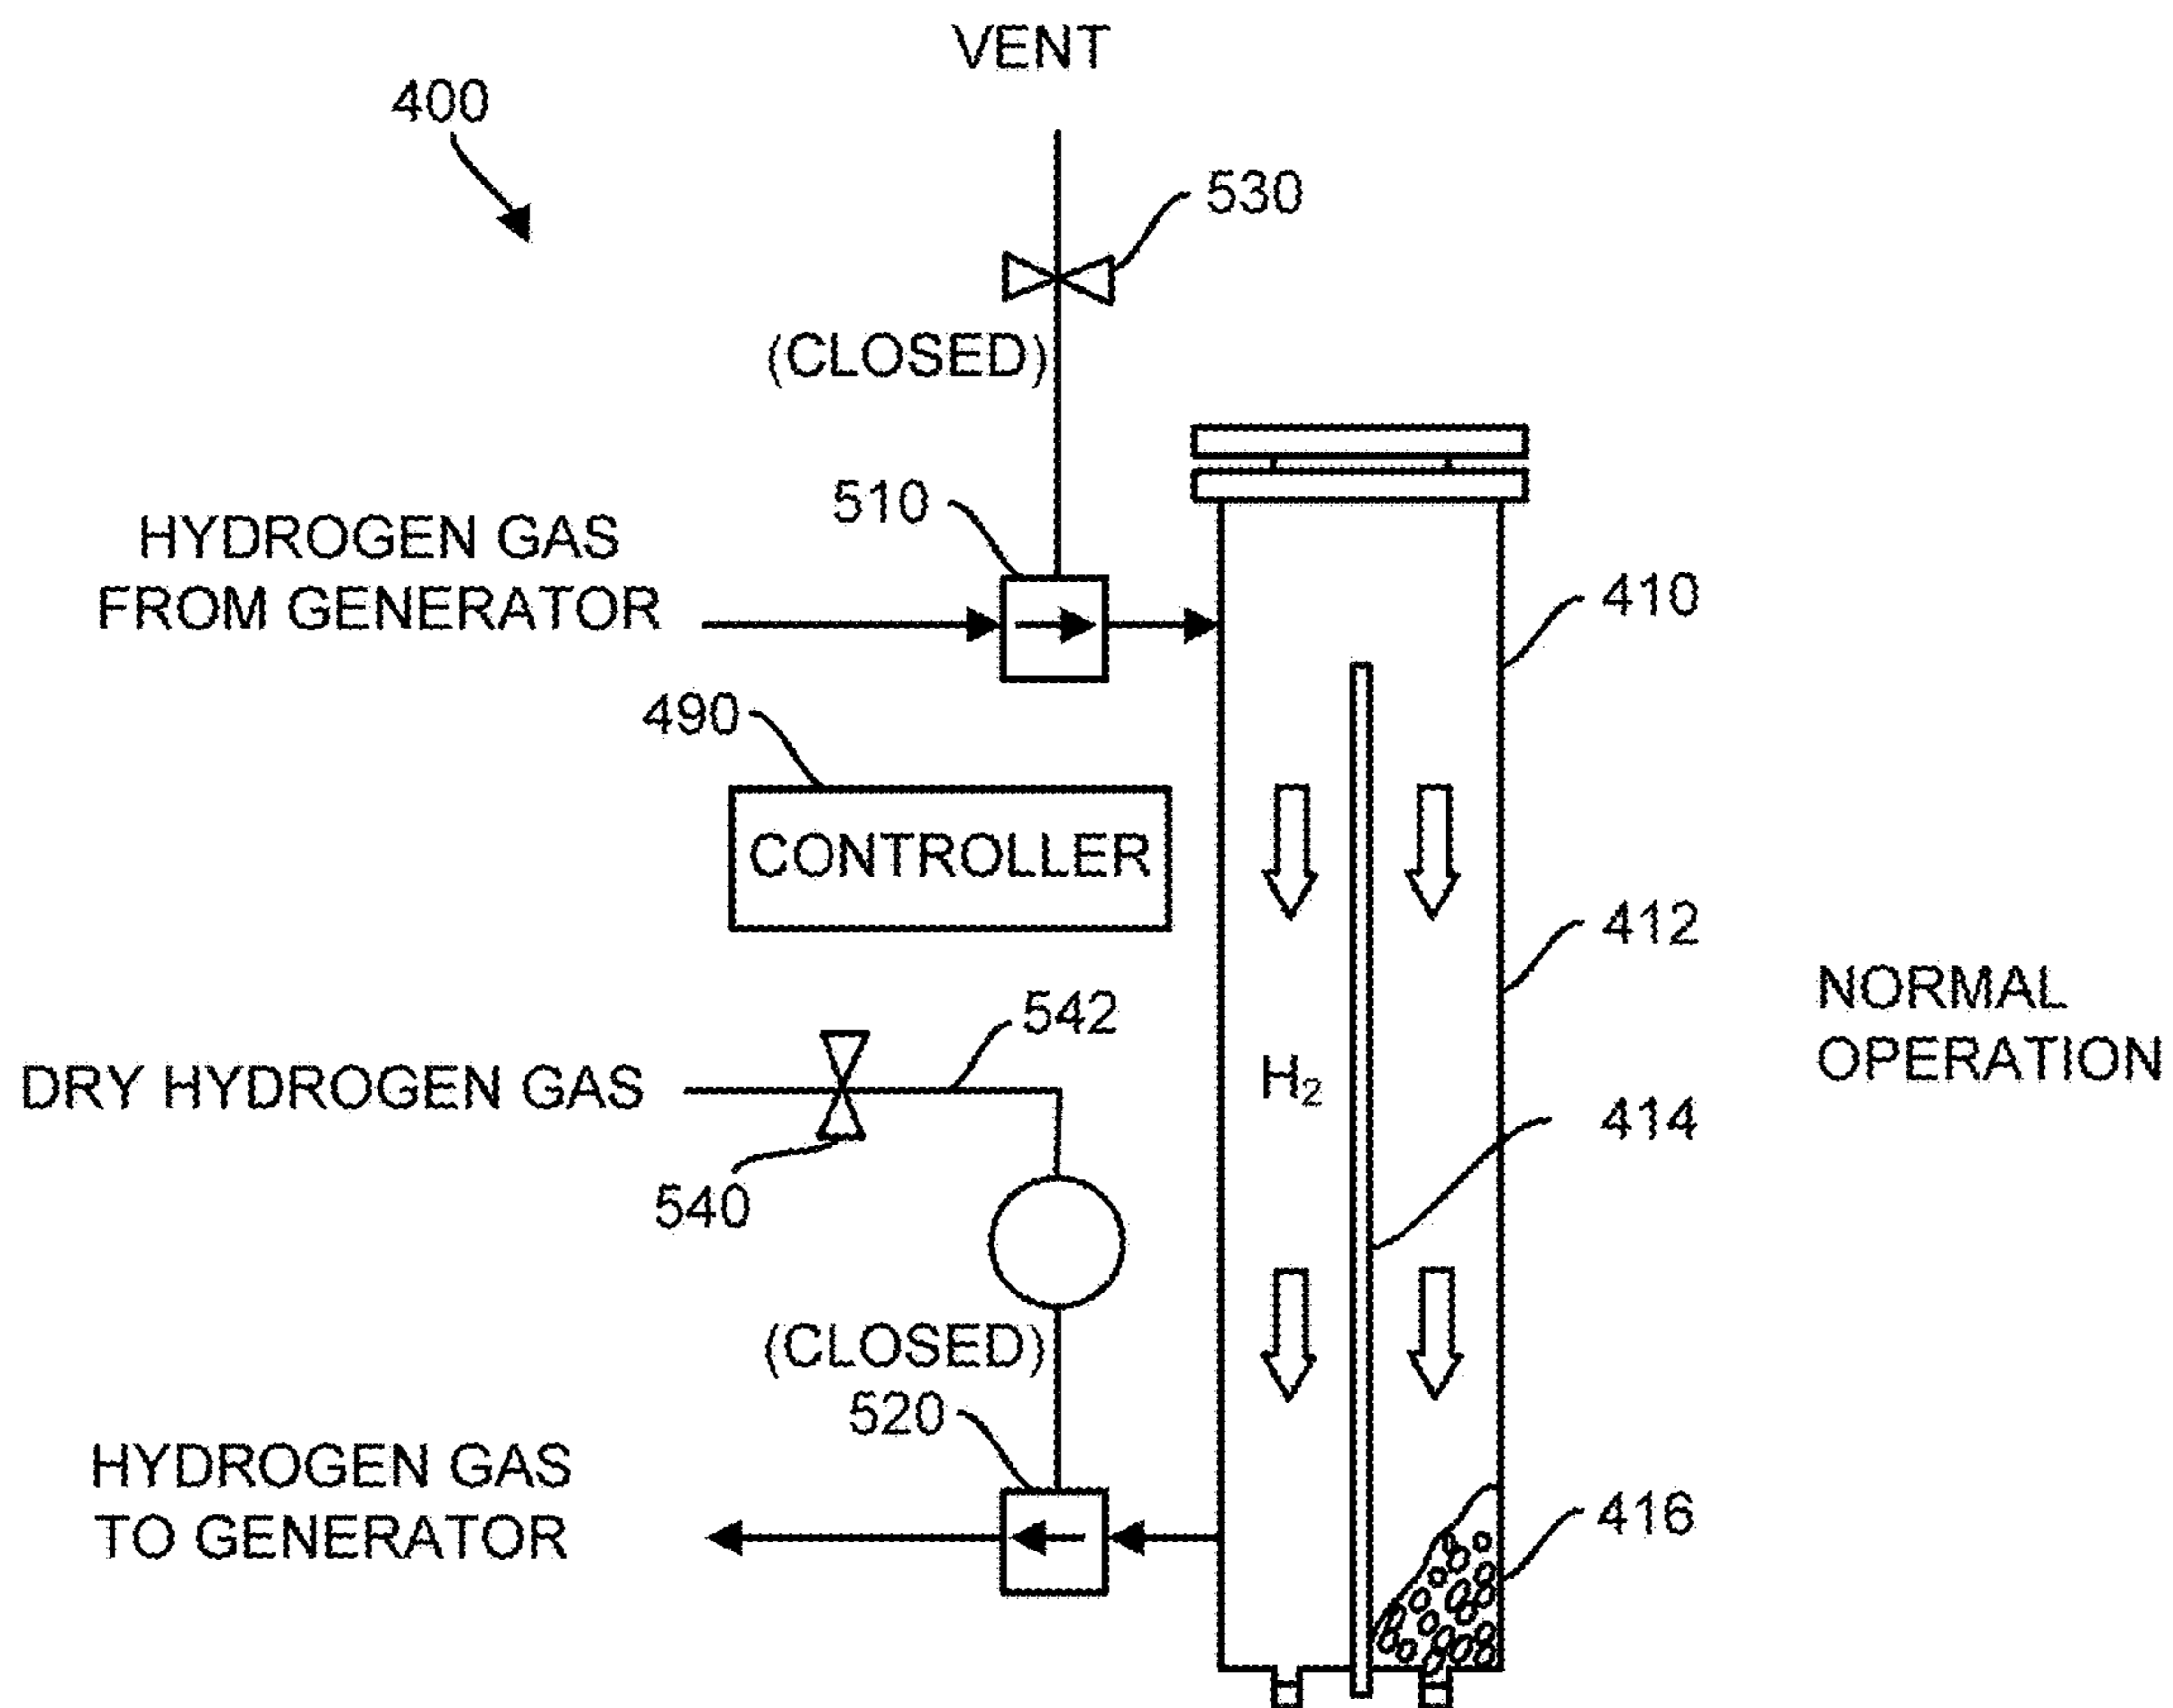 VENT
400
530
(CLOSED)
510
HYDROGEN GAS
FROM GENERATOR
410
490
CONTROLLER
412
NORMAL
OPERATION
542
DRY HYDROGEN GAS
H₂
414
540
(CLOSED)
520
HYDROGEN GAS
TO GENERATOR
416